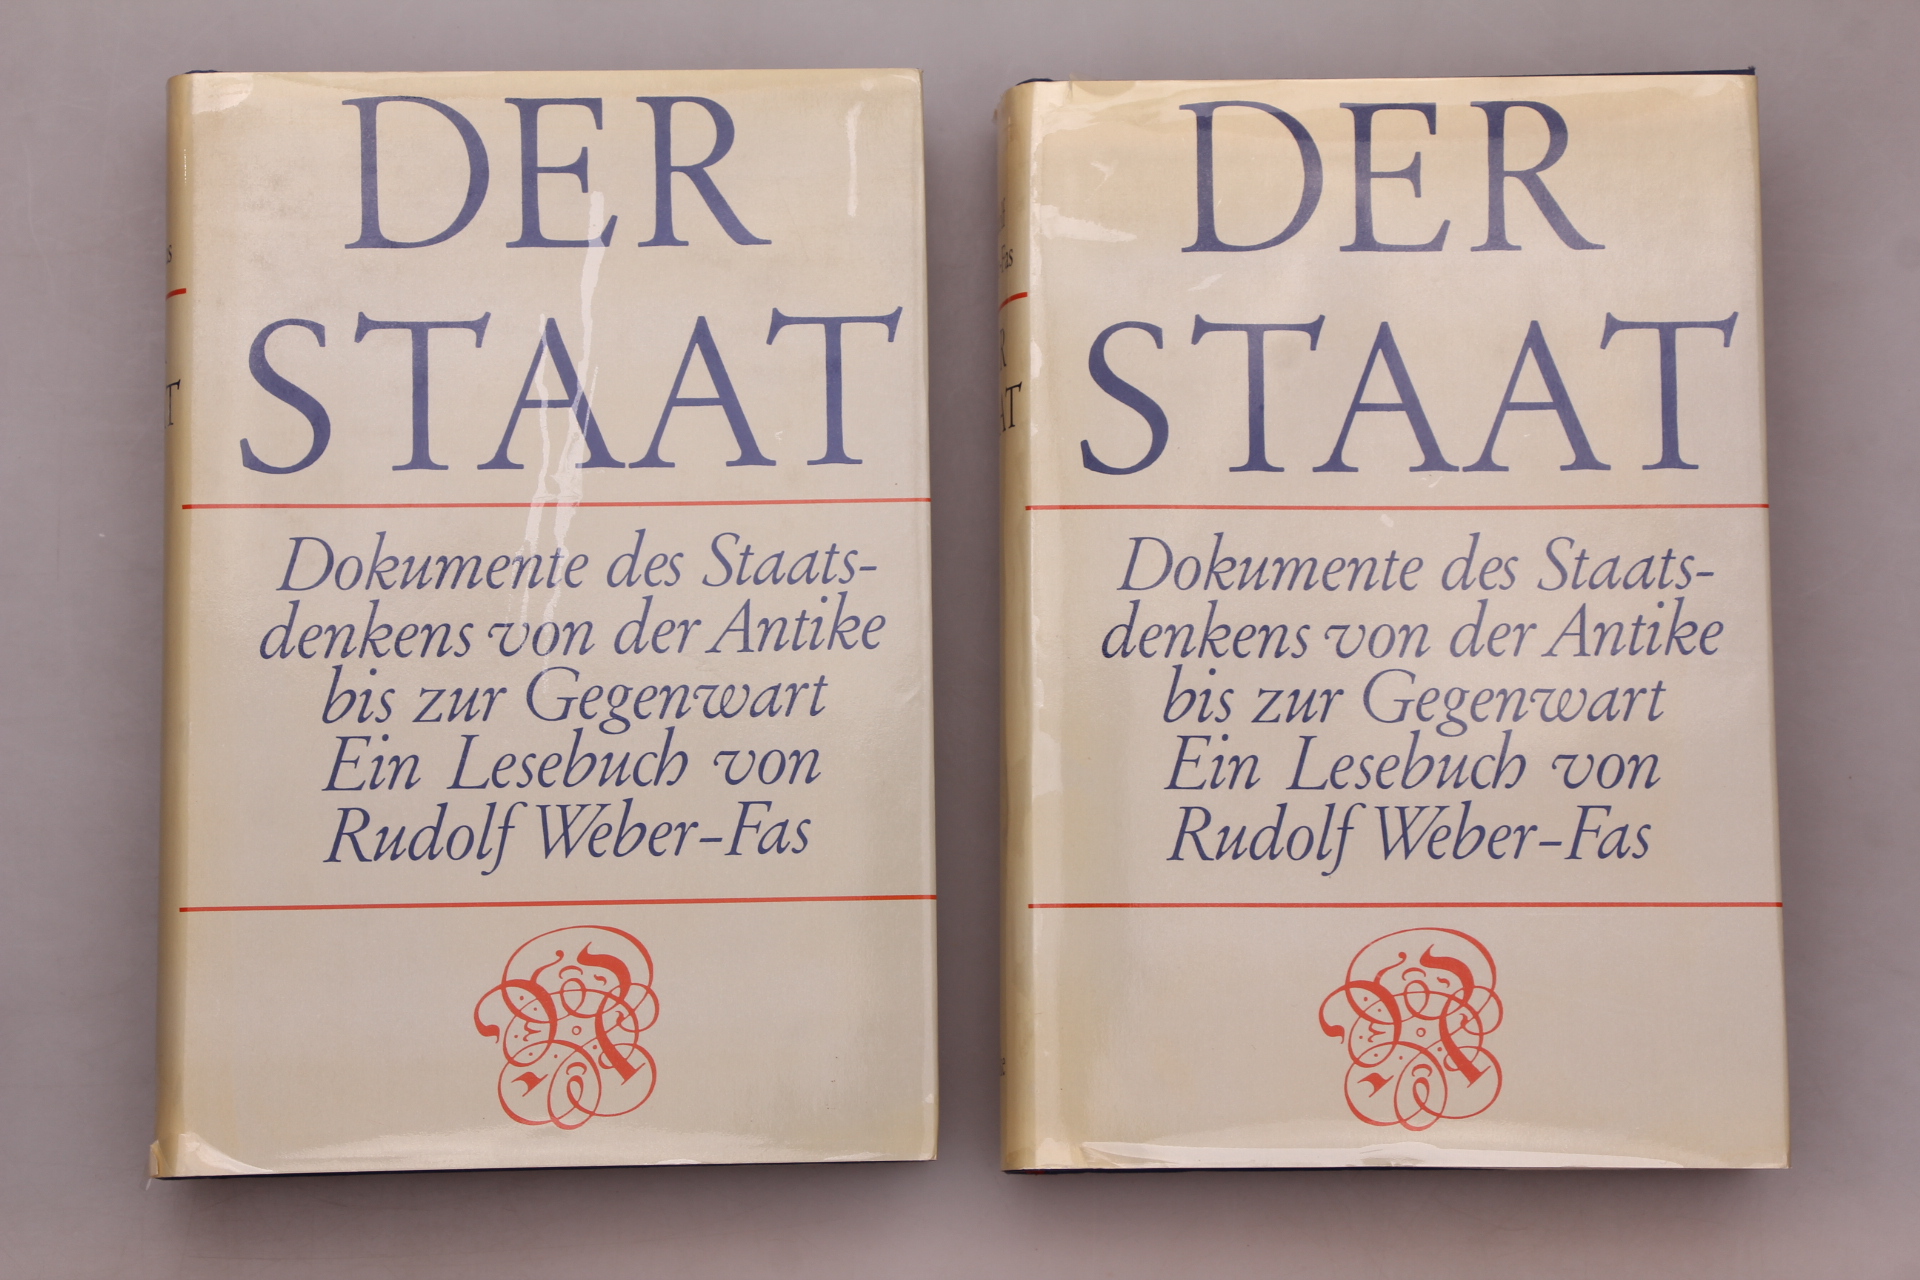 DER
STAAT
Dokumente des Staats-
denkens von der Antike
bis zur Gegenwart
Ein Lesebuch von
Rudolf Weber-Fas
DER
STAAT
Dokumente des Staats-
denkens von der Antike
bis zur Gegenwart
Ein Lesebuch von
Rudolf Weber-Fas